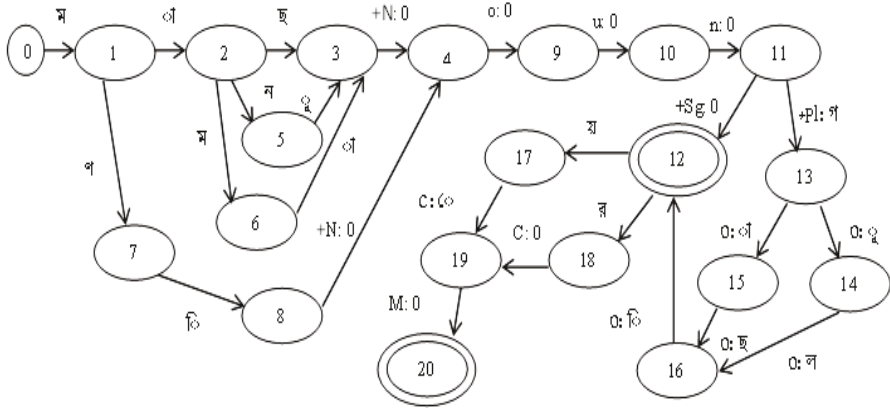 ম া ছ +N: 0 o: 0 u: 0 n: 0
0 1 2 3 4 9 10 11
ন ু +Sg: 0 +Pl: গ
5 ম া য় 12
17 13
ণ 6 +N: 0 C: ে র 0: া 0: ু
7 C: 0
19 18 15 14
8 M: 0 0: ি 0: ছ
ি 0: ল
20 16